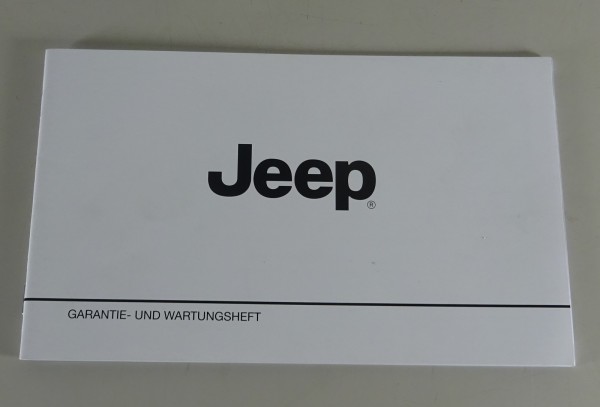 Jeep®
GARANTIE- UND WARTUNGSHEFT